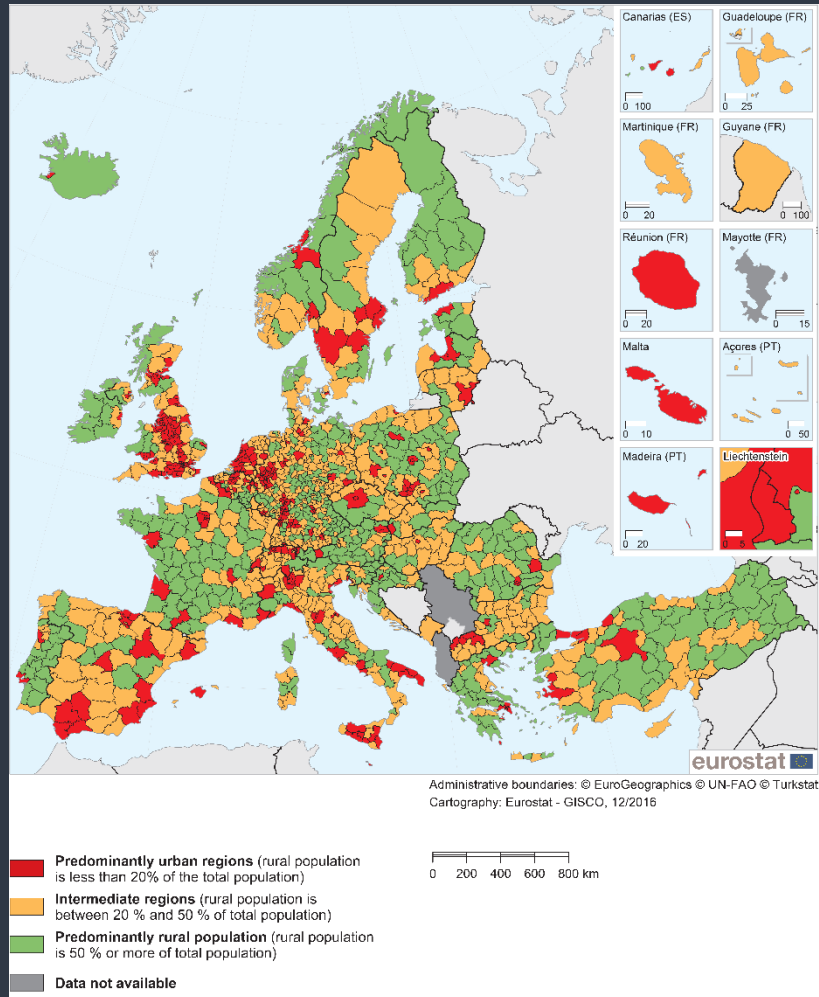 Canarias (ES)
0 100
Guadeloupe (FR)
0 25
Martinique (FR)
0 20
Guyane (FR)
0 100
Réunion (FR)
0 20
Mayotte (FR)
0 15
Malta
0 10
Açores (PT)
0 50
Madeira (PT)
0 20
Liechtenstein
0 5
eurostat
Administrative boundaries: © EuroGeographics © UN-FAO © Turkstat
Cartography: Eurostat - GISCO, 12/2016
Predominantly urban regions (rural population
is less than 20% of the total population)
Intermediate regions (rural population is
between 20 % and 50 % of total population)
Predominantly rural population (rural population
is 50 % or more of total population)
Data not available
0 200 400 600 800 km